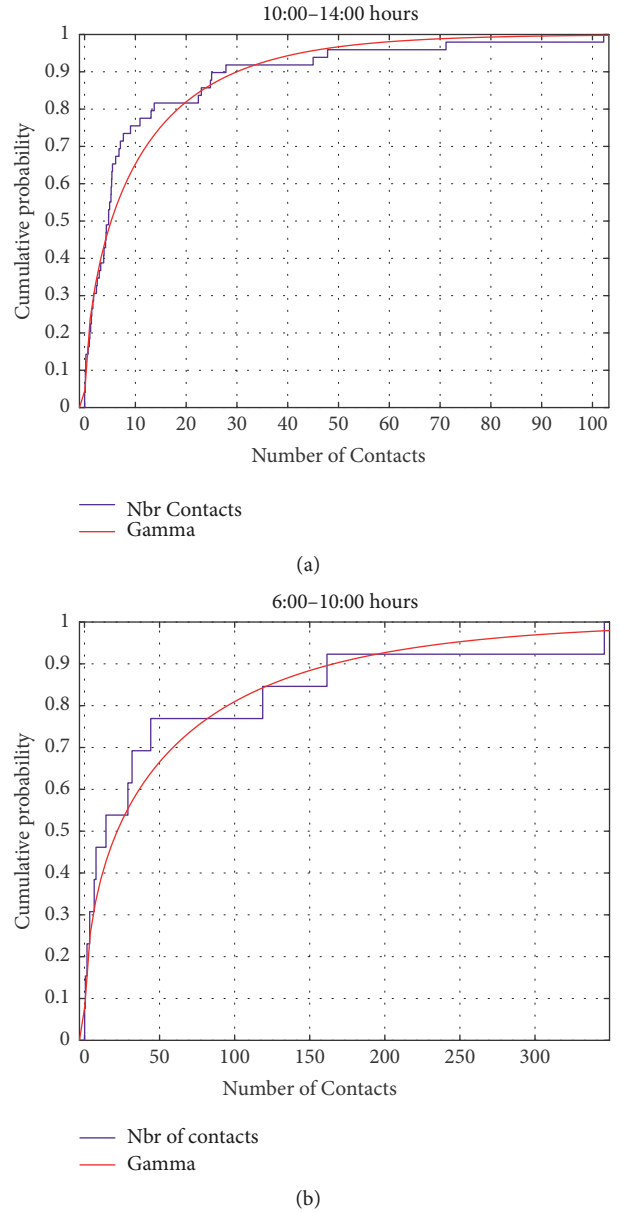 10:00–14:00 hours
1
0.9
0.8
0.7
0.6
0.5
0.4
0.3
0.2
0.1
0
Cumulative probability
0 10 20 30 40 50 60 70 80 90 100
Number of Contacts
Nbr Contacts
Gamma
(a)
6:00–10:00 hours
1
0.9
0.8
0.7
0.6
0.5
0.4
0.3
0.2
0.1
0
Cumulative probability
0 50 100 150 200 250 300
Number of Contacts
Nbr of contacts
Gamma
(b)